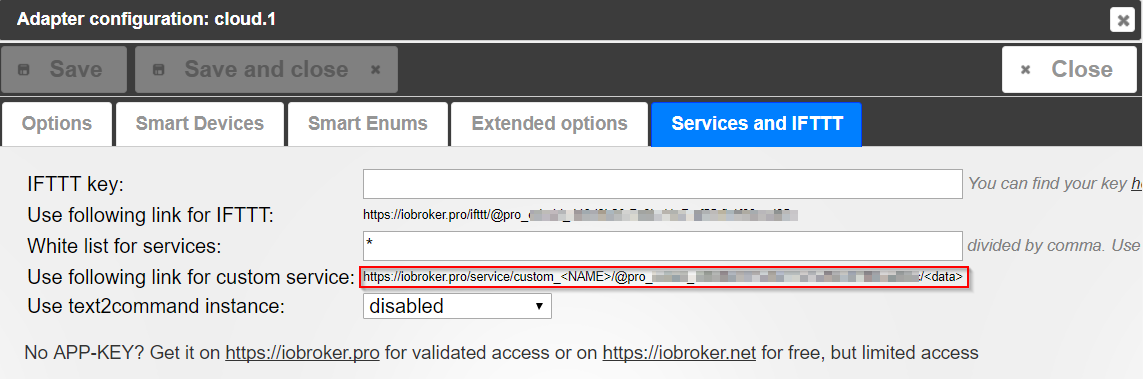 Adapter configuration: cloud.1
Save Save and close Close
Options Smart Devices Smart Enums Extended options Services and IFTTT
IFTTT key: You can find your key
Use following link for IFTTT: https://iobroker.pro/ifttt/@pro_
White list for services: * divided by comma. Use
Use following link for custom service: https://iobroker.pro/service/custom_<NAME>/@pro_ /<data>
Use text2command instance: disabled
No APP-KEY? Get it on https://iobroker.pro for validated access or on https://iobroker.net for free, but limited access